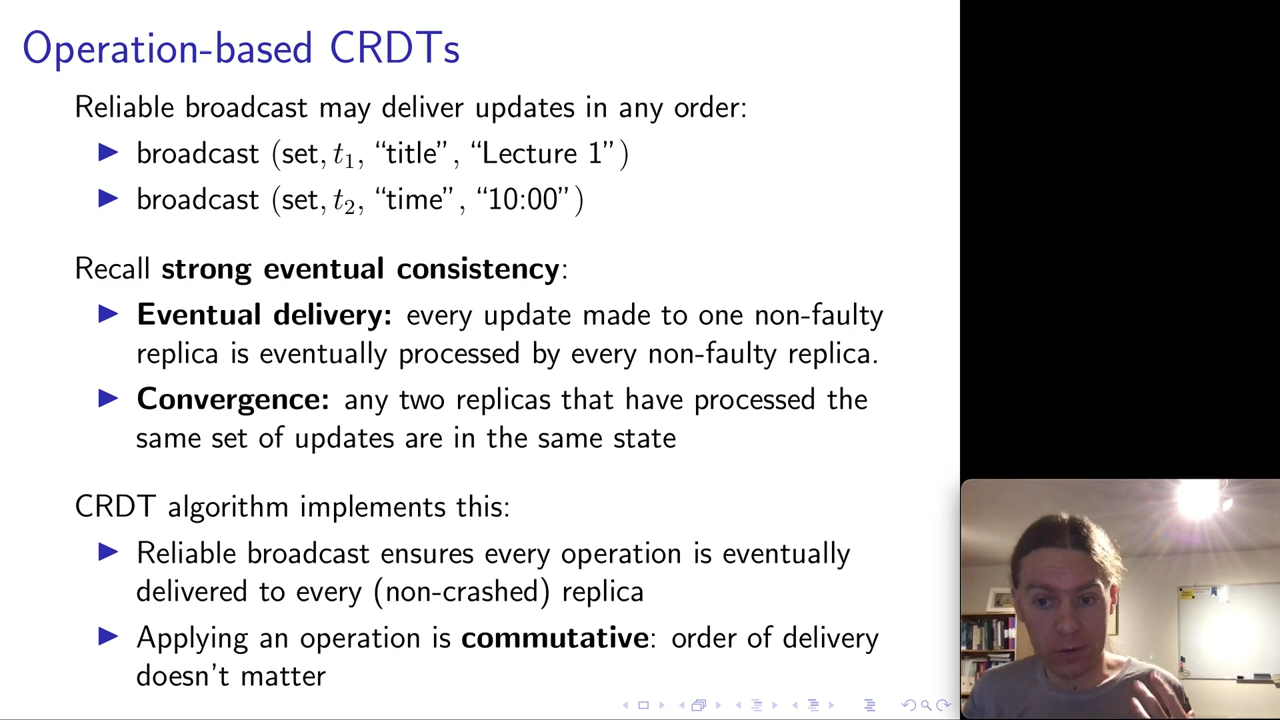 Operation-based CRDTs
Reliable broadcast may deliver updates in any order:
▶ broadcast (set, t₁, “title”, “Lecture 1”)
▶ broadcast (set, t₂, “time”, “10:00”)
Recall strong eventual consistency:
▶ Eventual delivery: every update made to one non-faulty
replica is eventually processed by every non-faulty replica.
▶ Convergence: any two replicas that have processed the
same set of updates are in the same state
CRDT algorithm implements this:
▶ Reliable broadcast ensures every operation is eventually
delivered to every (non-crashed) replica
▶ Applying an operation is commutative: order of delivery
doesn't matter